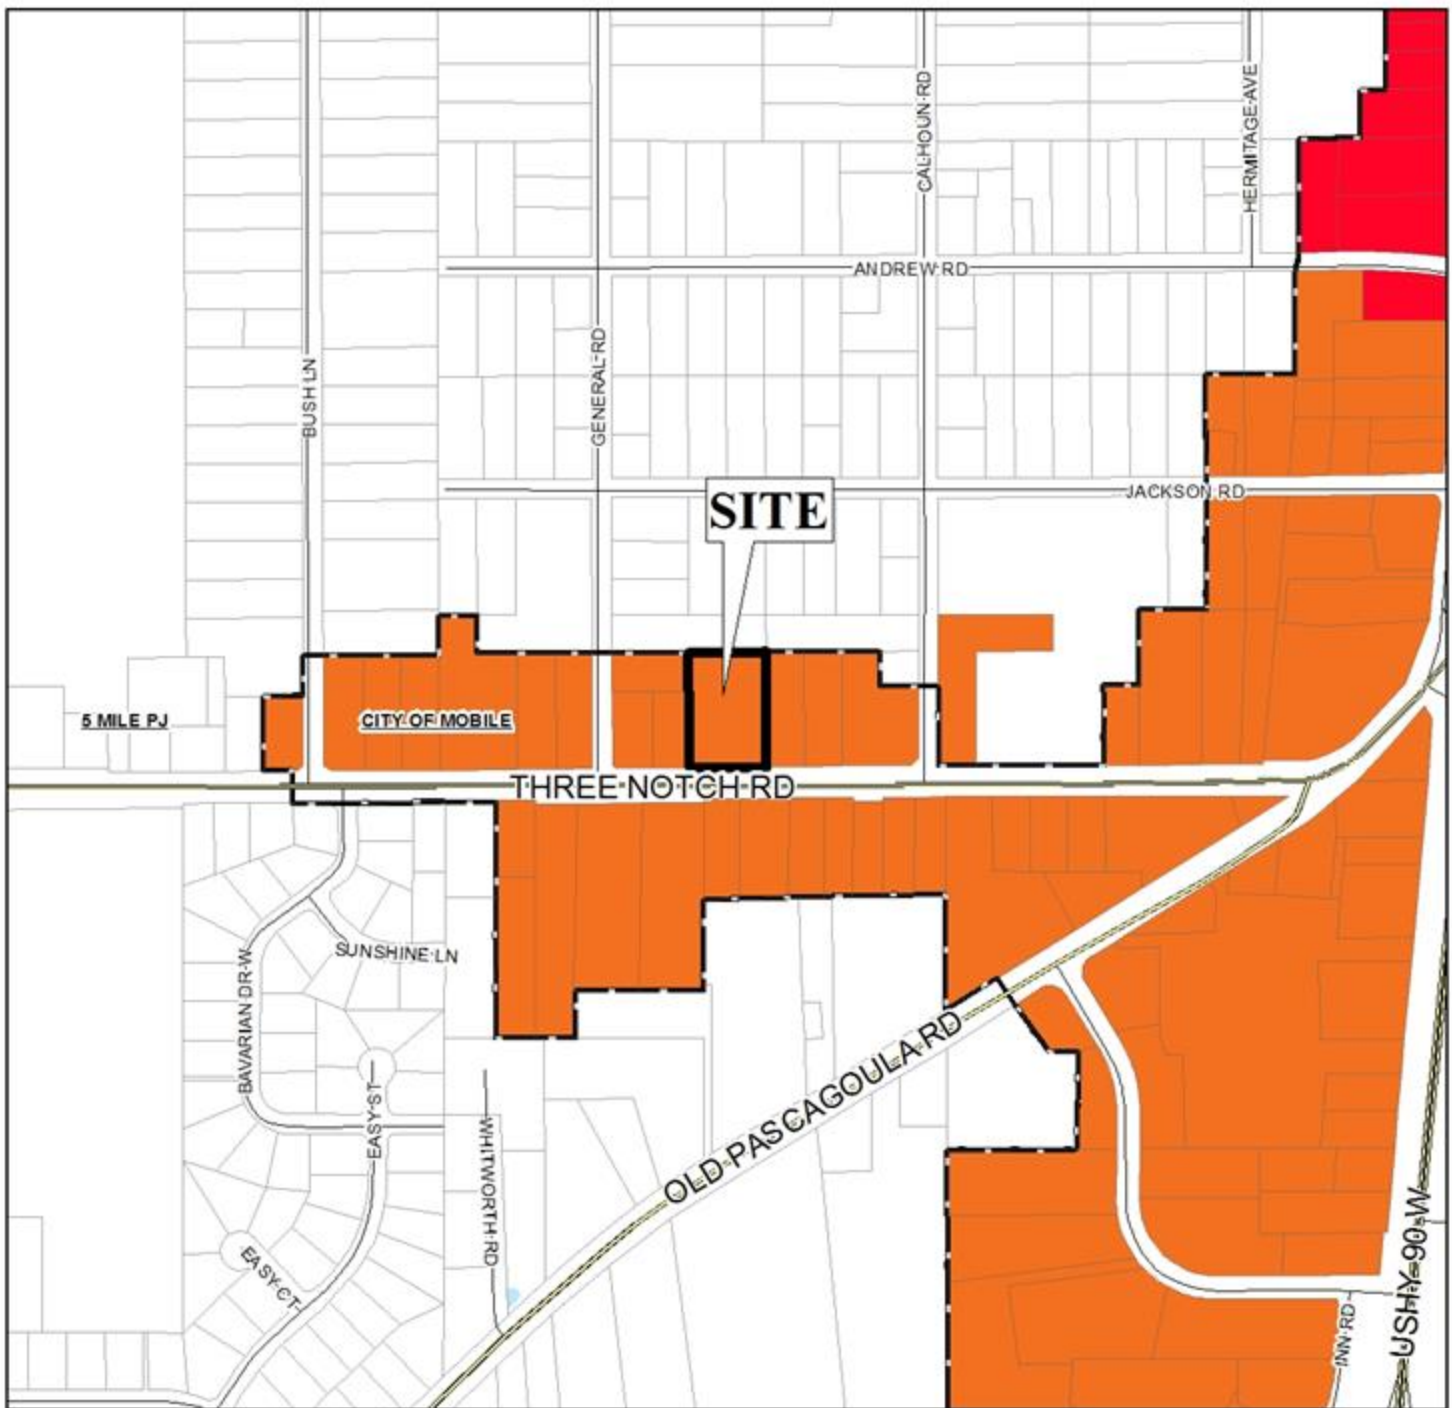 CALHOUN RD
HERMITAGE AVE
ANDREW RD
BUSH LN
GENERAL RD
JACKSON RD
SITE
5 MILE PJ
CITY OF MOBILE
THREE NOTCH RD
SUNSHINE LN
BAVARIAN DR W
EASY ST
WHITWORTH RD
OLD PASCAGOULA RD
EASY CT
INN RD
US HY 90 W